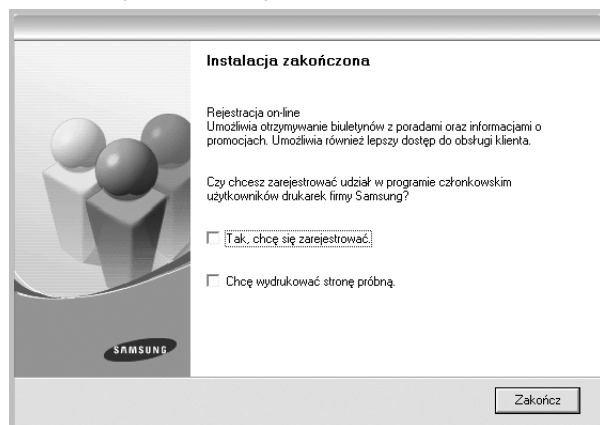 Instalacja zakończona
Rejestracja on-line
Umożliwia otrzymywanie biuletynów z poradami oraz informacjami o
promocjach. Umożliwia również lepszy dostęp do obsługi klienta.
Czy chcesz zarejestrować udział w programie członkowskim
użytkowników drukarek firmy Samsung?
Tak, chcę się zarejestrować.
Chcę wydrukować stronę próbną.
SAMSUNG
Zakończ